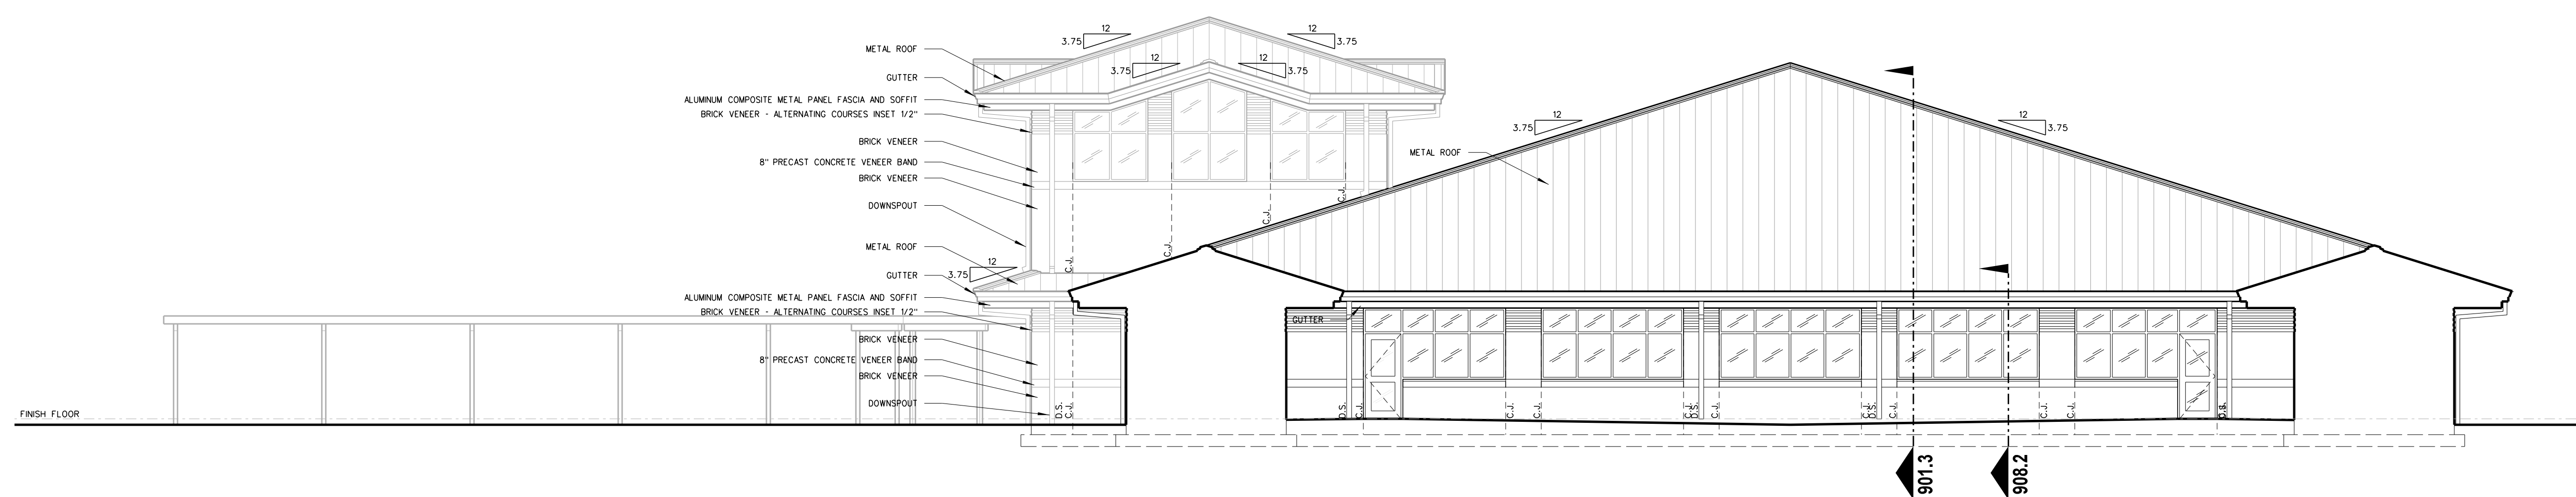 12
3.75
12
3.75
METAL ROOF
12
3.75
12
3.75
GUTTER
ALUMINUM COMPOSITE METAL PANEL FASCIA AND SOFFIT
BRICK VENEER - ALTERNATING COURSES INSET 1/2"
BRICK VENEER
8" PRECAST CONCRETE VENEER BAND
BRICK VENEER
DOWNSPOUT
METAL ROOF
GUTTER
12
3.75
ALUMINUM COMPOSITE METAL PANEL FASCIA AND SOFFIT
BRICK VENEER - ALTERNATING COURSES INSET 1/2"
BRICK VENEER
8" PRECAST CONCRETE VENEER BAND
BRICK VENEER
DOWNSPOUT
FINISH FLOOR
C.J.
C.J.
C.J.
C.J.
12
3.75
12
3.75
METAL ROOF
GUTTER
D.S.
C.J.
D.S.
C.J.
C.J.
C.J.
C.J.
D.S.
C.J.
C.J.
D.S.
C.J.
C.J.
C.J.
901.3
908.2